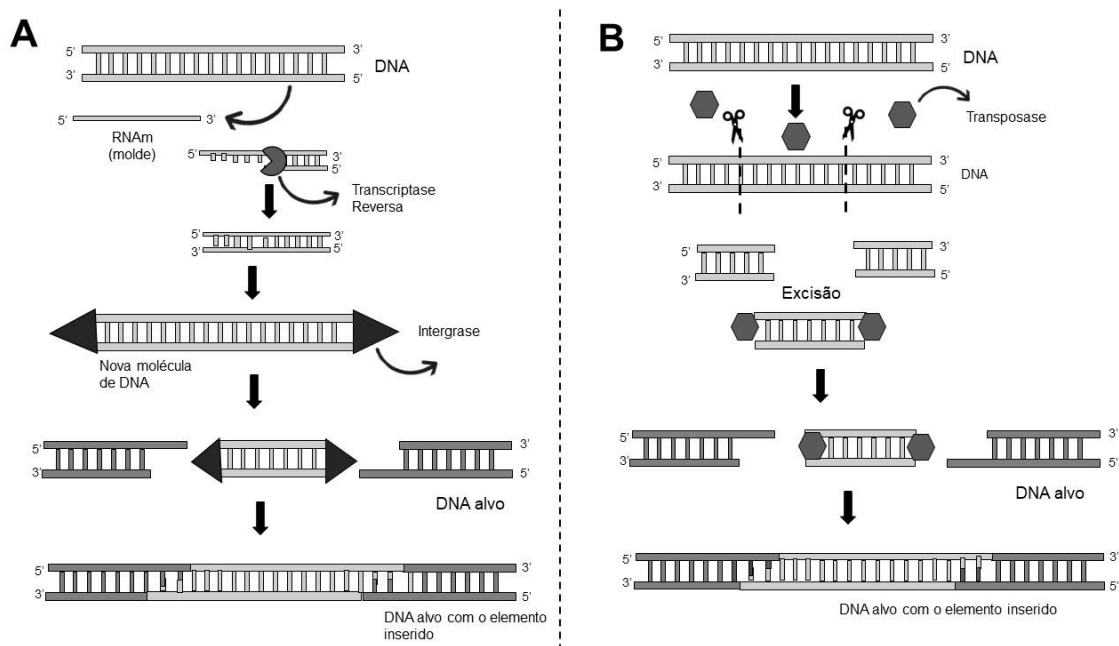 A
5'
3'
3'
5'
DNA
5'
3'
RNAm
(molde)
5'
3'
5'
Transcriptase
Reversa
5'
3'
3'
5'
Intergrase
Nova molécula
de DNA
5'
3'
3'
5'
DNA alvo
5'
3'
3'
5'
DNA alvo com o elemento
inserido
B
5'
3'
3'
5'
DNA
Transposase
5'
3'
3'
5'
DNA
5'
3'
3'
5'
Excisão
5'
3'
3'
5'
DNA alvo
5'
3'
3'
5'
DNA alvo com o elemento inserido